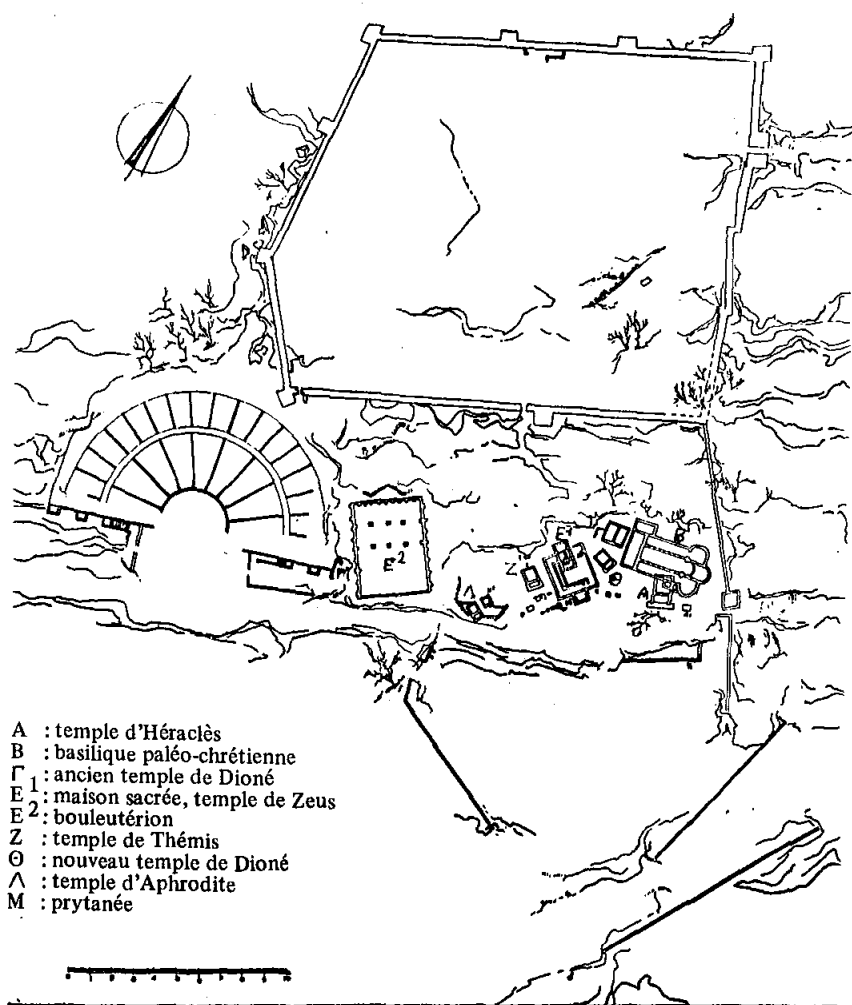 E²
Z
Θ
A
B
Λ
A : temple d'Héraclès
B : basilique paléo-chrétienne
Γ : ancien temple de Dioné
E1 : maison sacrée, temple de Zeus
E2 : bouleutérion
Z : temple de Thémis
Θ : nouveau temple de Dioné
Λ : temple d'Aphrodite
M : prytanée